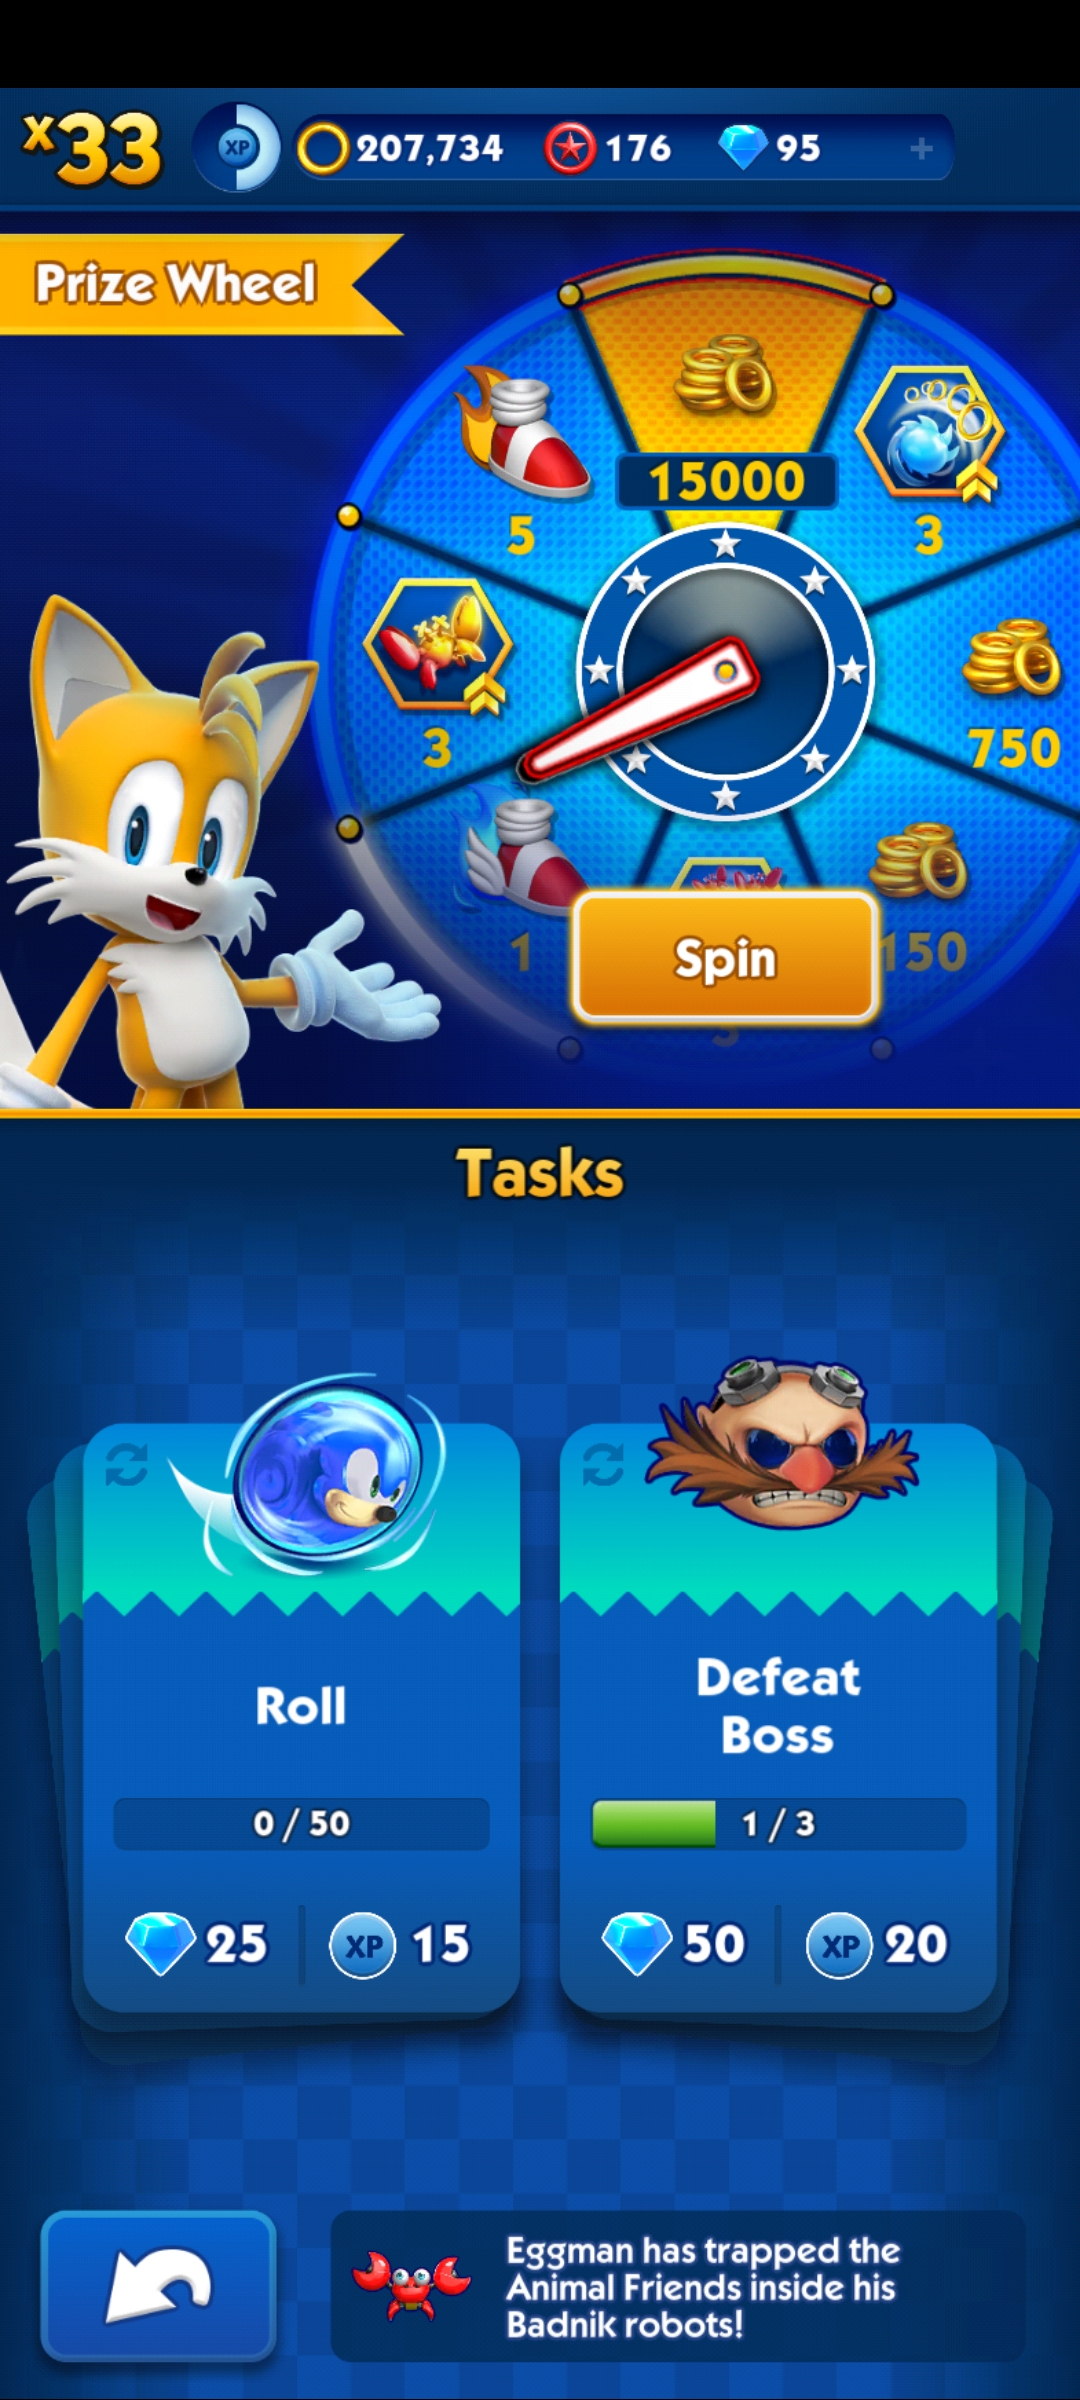 x33
XP
207,734
176
95
+
Prize Wheel
15000
5
3
3
750
1
150
3
Spin
Tasks
Roll
0 / 50
25
XP
15
Defeat
Boss
1 / 3
50
XP
20
Eggman has trapped the
Animal Friends inside his
Badnik robots!